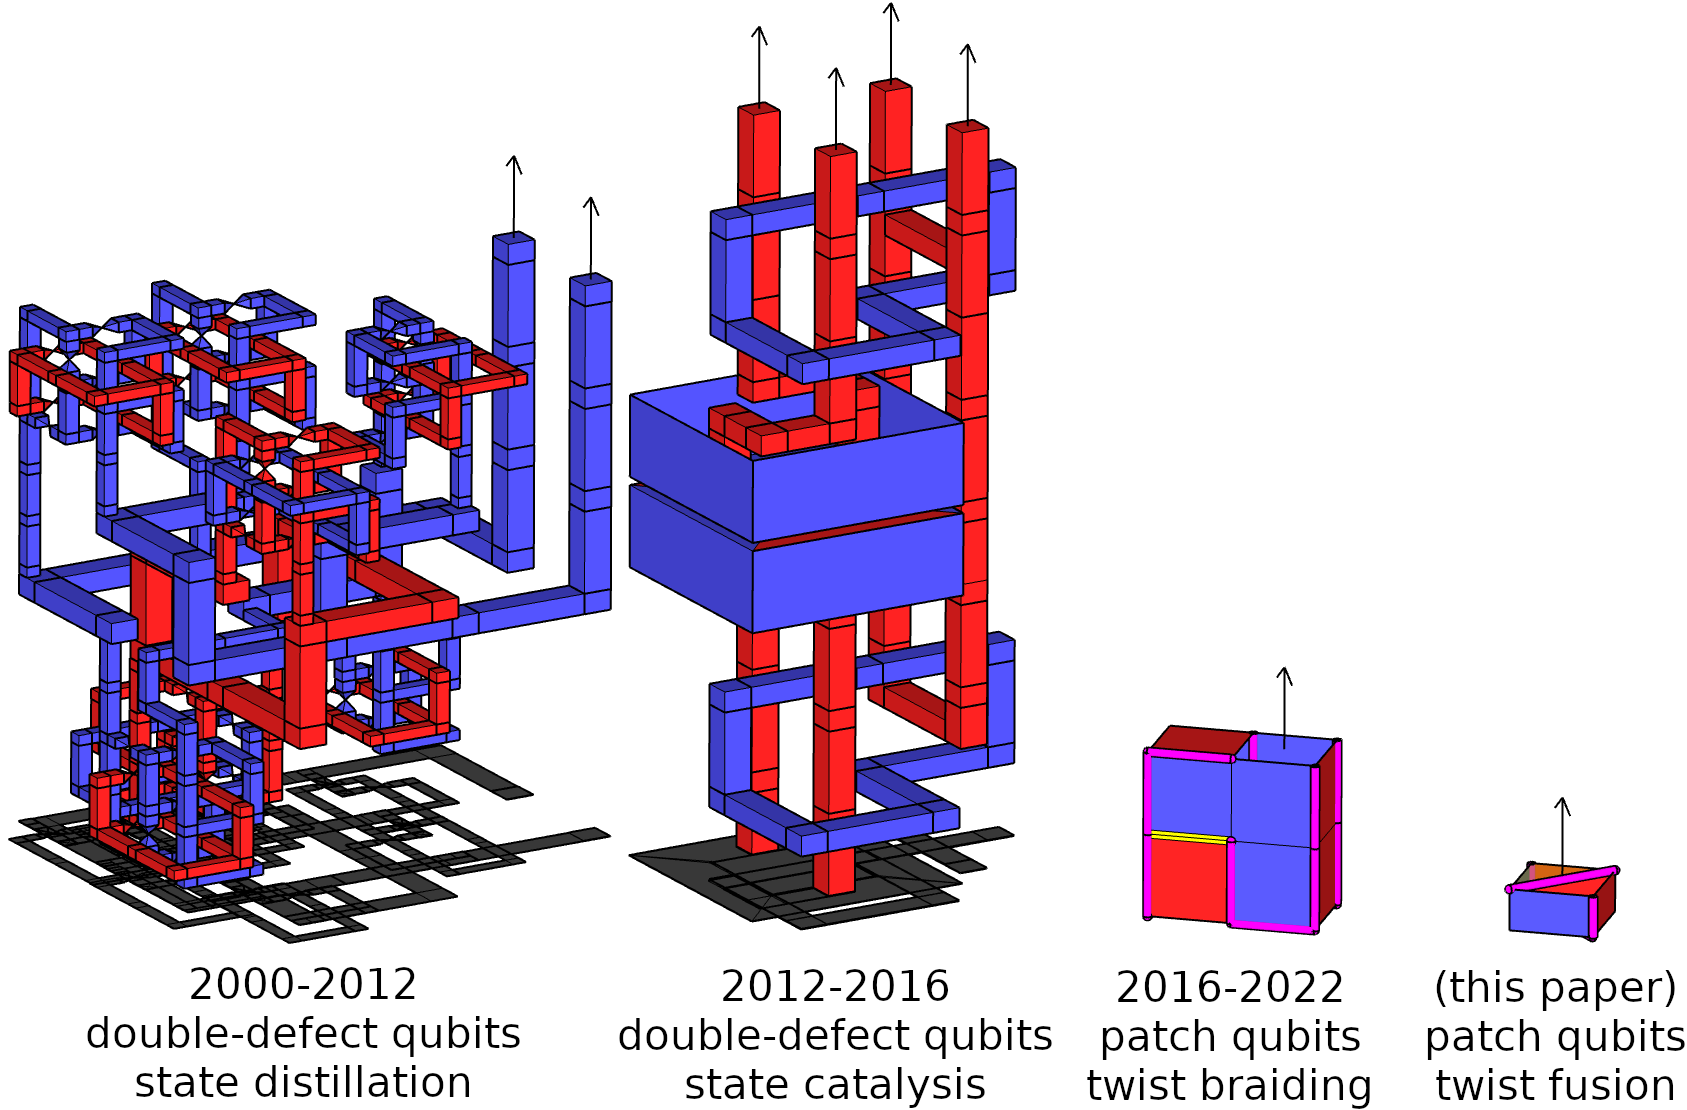 2000-2012
double-defect qubits
state distillation
2012-2016
double-defect qubits
state catalysis
2016-2022
patch qubits
twist braiding
(this paper)
patch qubits
twist fusion